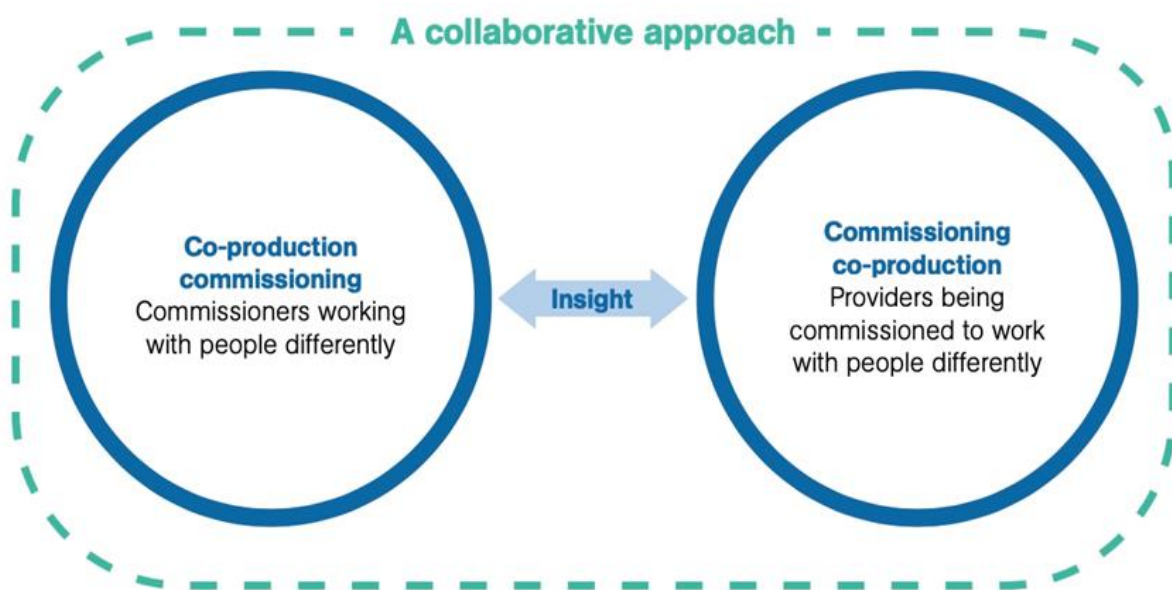 A collaborative approach
Co-production
commissioning
Commissioners working
with people differently
Insight
Commissioning
co-production
Providers being
commissioned to work
with people differently